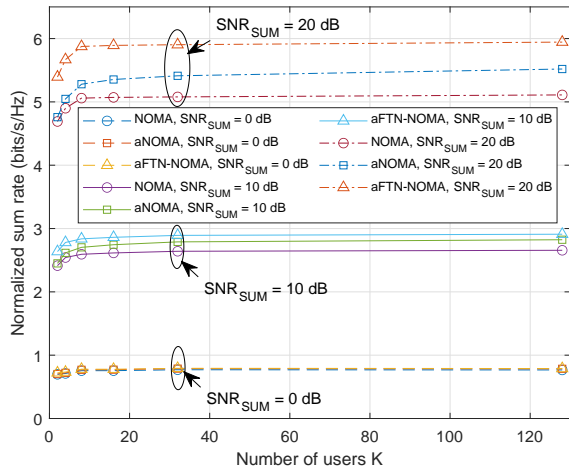 SNR_SUM = 20 dB
6
5
4
3
2
1
0
Normalized sum rate (bits/s/Hz)
NOMA, SNR_SUM = 0 dB
aNOMA, SNR_SUM = 0 dB
aFTN-NOMA, SNR_SUM = 0 dB
NOMA, SNR_SUM = 10 dB
aNOMA, SNR_SUM = 10 dB
aFTN-NOMA, SNR_SUM = 10 dB
NOMA, SNR_SUM = 20 dB
aNOMA, SNR_SUM = 20 dB
aFTN-NOMA, SNR_SUM = 20 dB
SNR_SUM = 10 dB
SNR_SUM = 0 dB
0 20 40 60 80 100 120
Number of users K